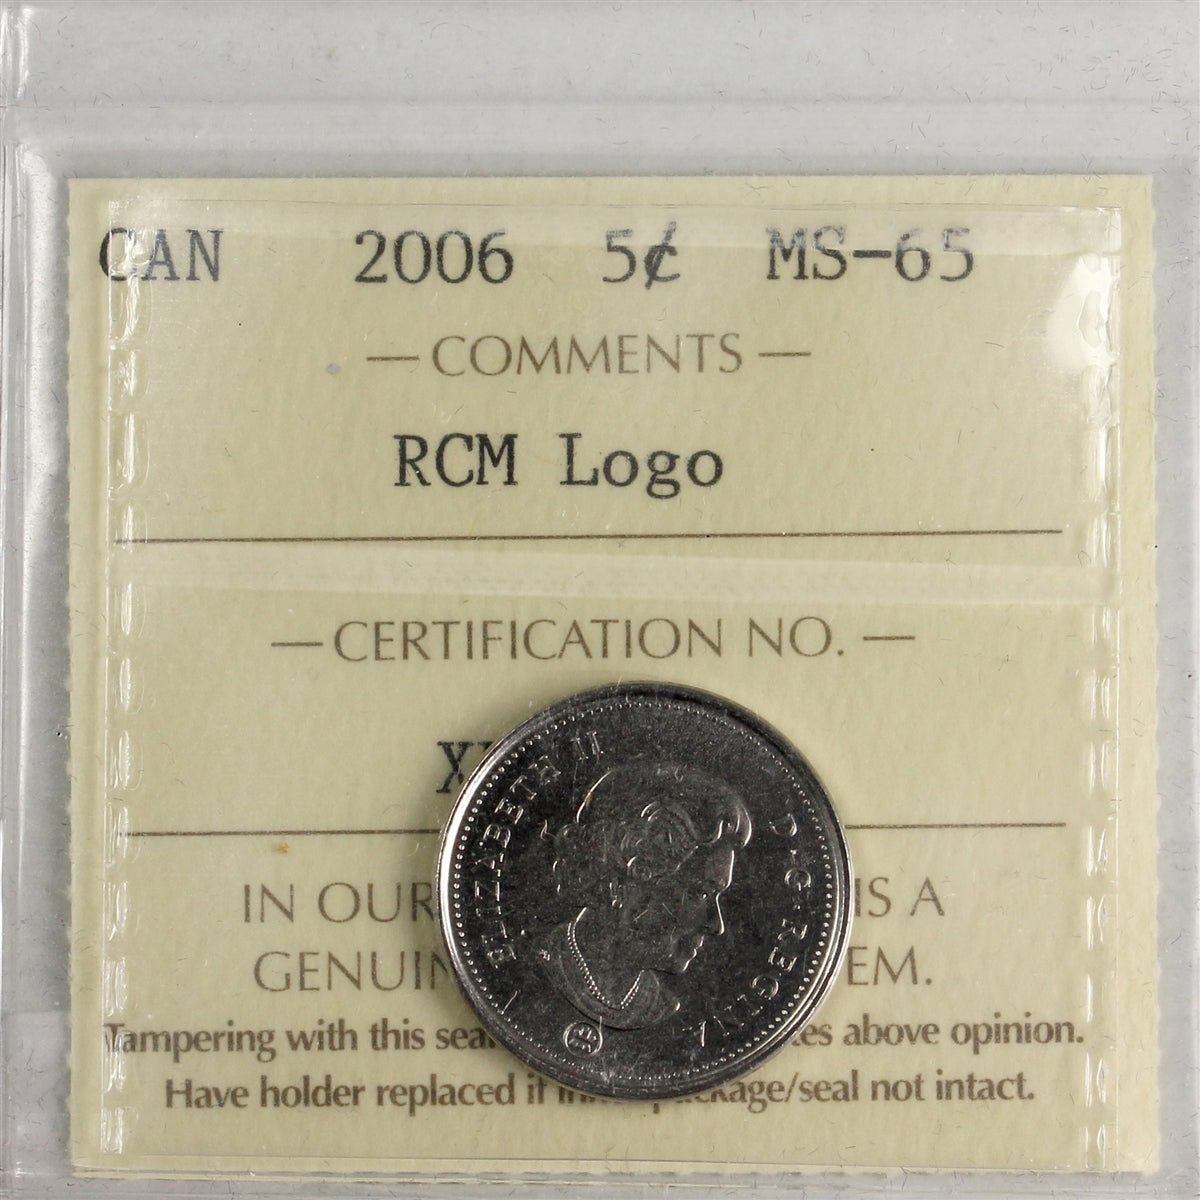 CAN 2006 5¢ MS-65
— COMMENTS —
RCM Logo
— CERTIFICATION NO. —
ELIZABETH II D·G·REGINA
IN OUR IS A
GENUIN EM.
Tampering with this sea es above opinion.
Have holder replaced if package/seal not intact.